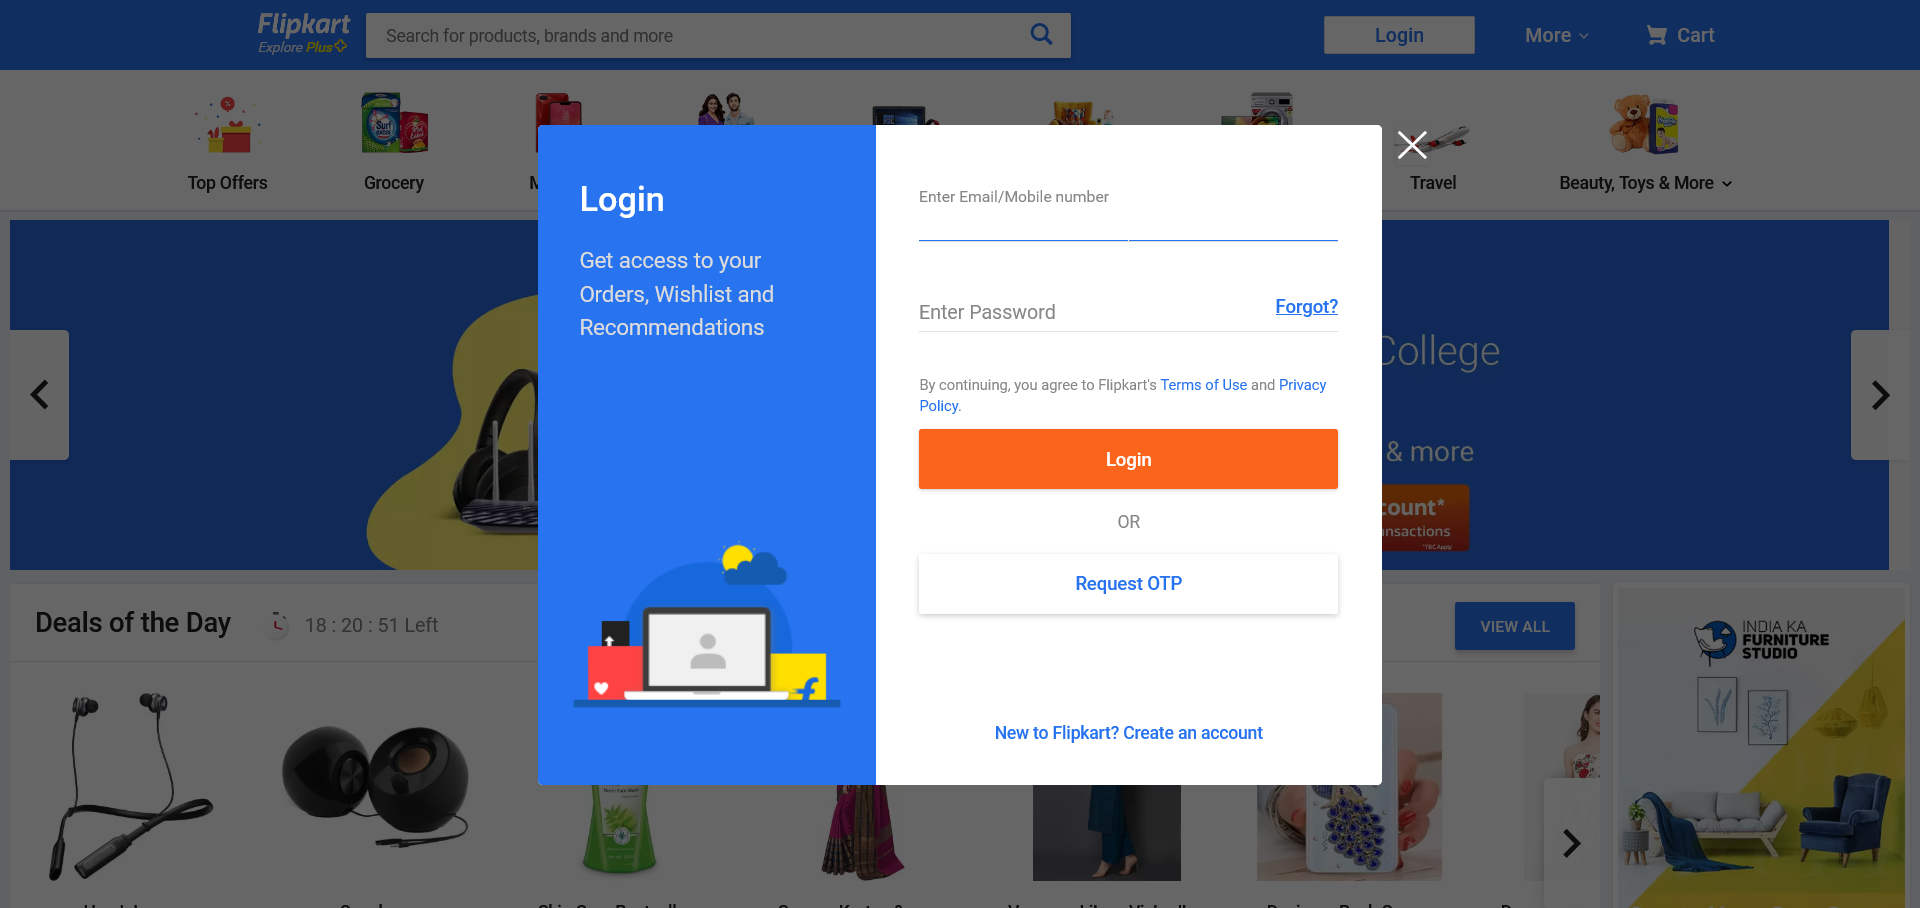 Flipkart
Explore Plus
Search for products, brands and more
Login
More
Cart
Top Offers
Grocery
Travel
Beauty, Toys & More
Surf excel
Login
Get access to your
Orders, Wishlist and
Recommendations
Enter Email/Mobile number
Enter Password
Forgot?
By continuing, you agree to Flipkart's Terms of Use and Privacy
Policy.
Login
OR
Request OTP
New to Flipkart? Create an account
College
& more
count*
nsactions
*T&C Apply
Deals of the Day
18 : 20 : 51 Left
VIEW ALL
INDIA KA
FURNITURE
STUDIO